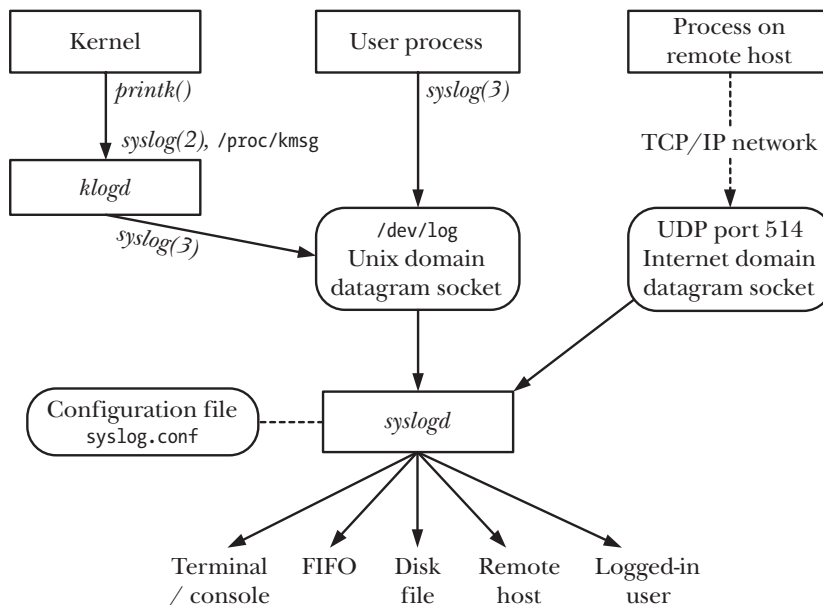 Kernel
User process
Process on
remote host
printk()
syslog(3)
syslog(2), /proc/kmsg
TCP/IP network
klogd
syslog(3)
/dev/log
Unix domain
datagram socket
UDP port 514
Internet domain
datagram socket
Configuration file
syslog.conf
syslogd
Terminal
/ console
FIFO
Disk
file
Remote
host
Logged-in
user